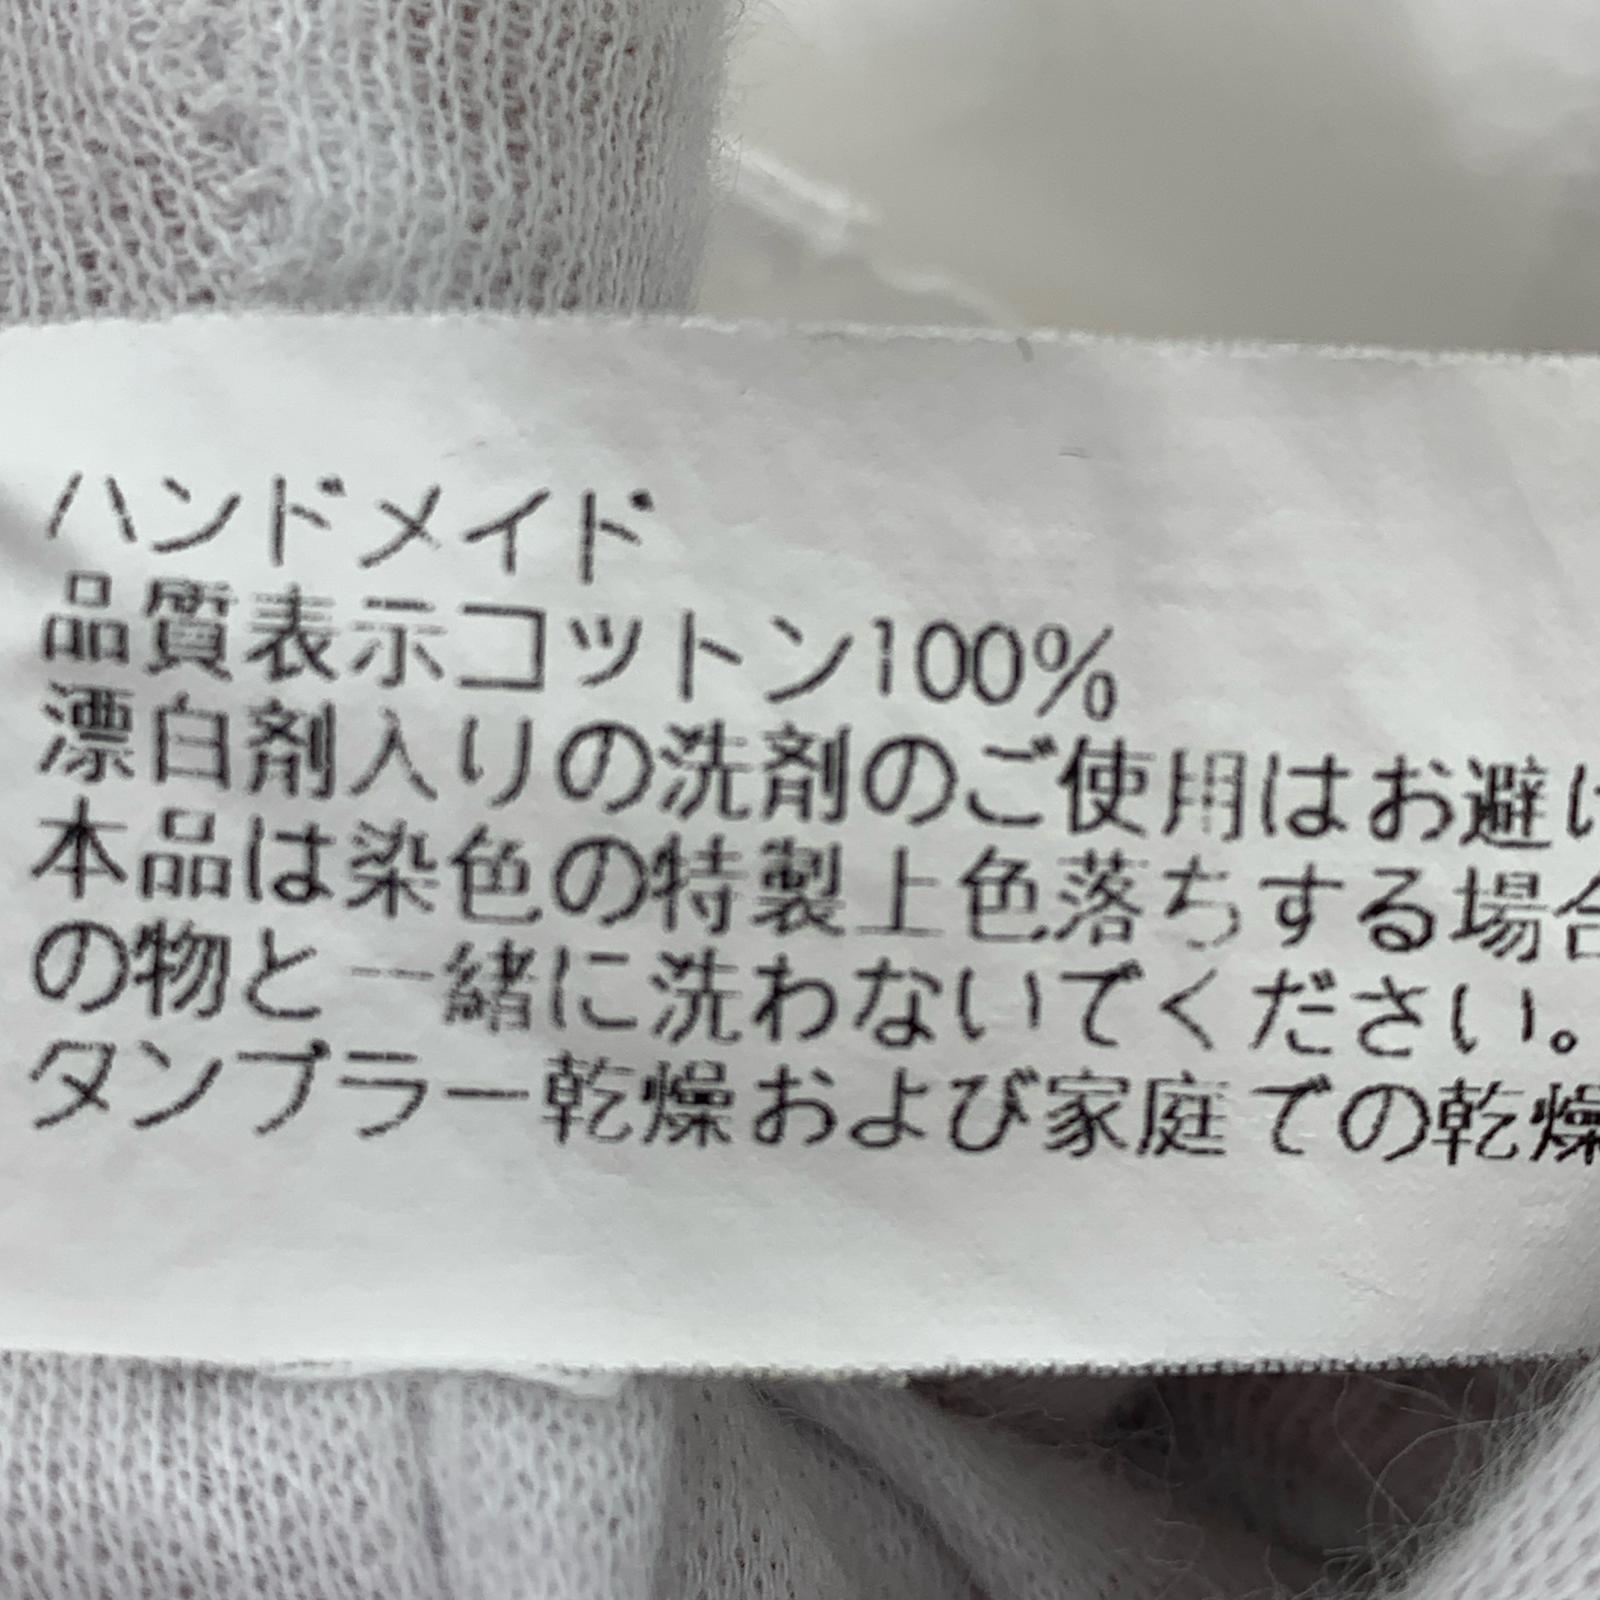 ハンドメイド
品質表示コットン100%
漂白剤入りの洗剤のご使用はお避け
本品は染色の特製上色落ちする場合
の物と一緒に洗わないでください。
タンブラー乾燥および家庭での乾燥